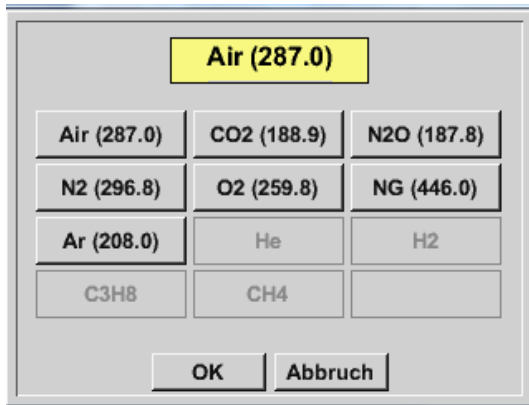 Air (287.0)
Air (287.0) CO2 (188.9) N2O (187.8)
N2 (296.8) O2 (259.8) NG (446.0)
Ar (208.0) He H2
C3H8 CH4
OK Abbruch